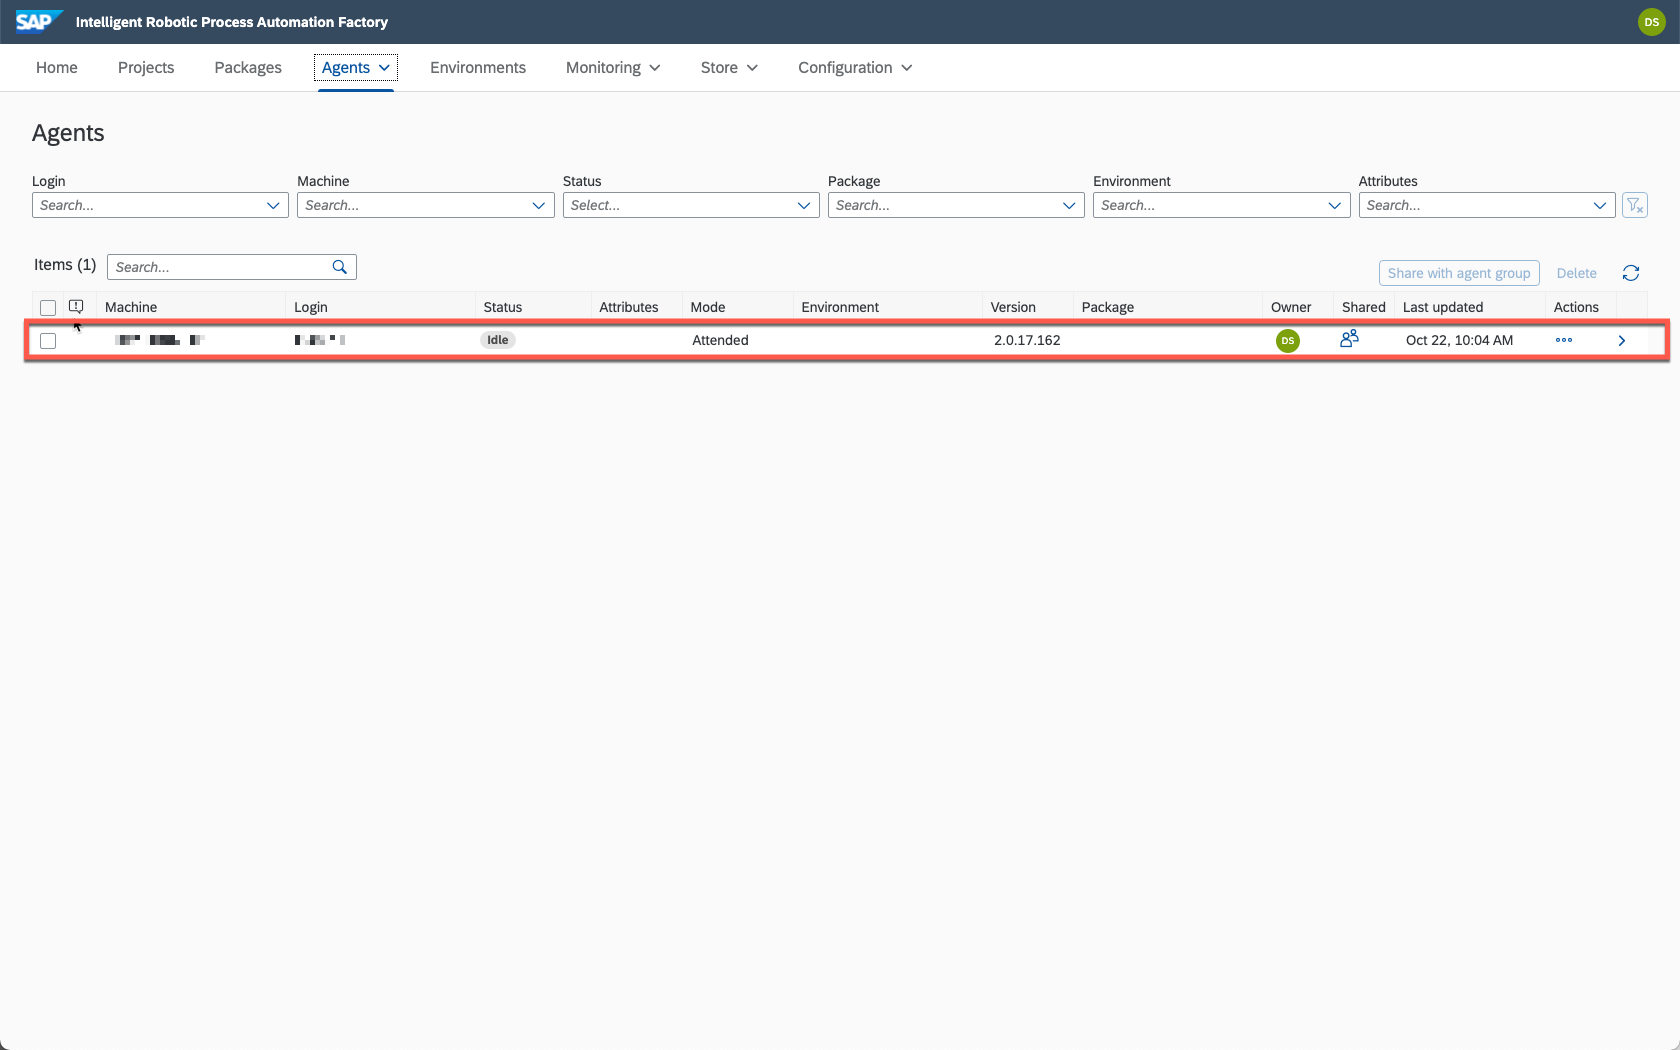 SAP Intelligent Robotic Process Automation Factory DS
Home Projects Packages Agents Environments Monitoring Store Configuration
Agents
Login Machine Status Package Environment Attributes
Search... Search... Select... Search... Search... Search...
Items (1) Search... Share with agent group Delete
Machine Login Status Attributes Mode Environment Version Package Owner Shared Last updated Actions
Idle Attended 2.0.17.162 DS Oct 22, 10:04 AM